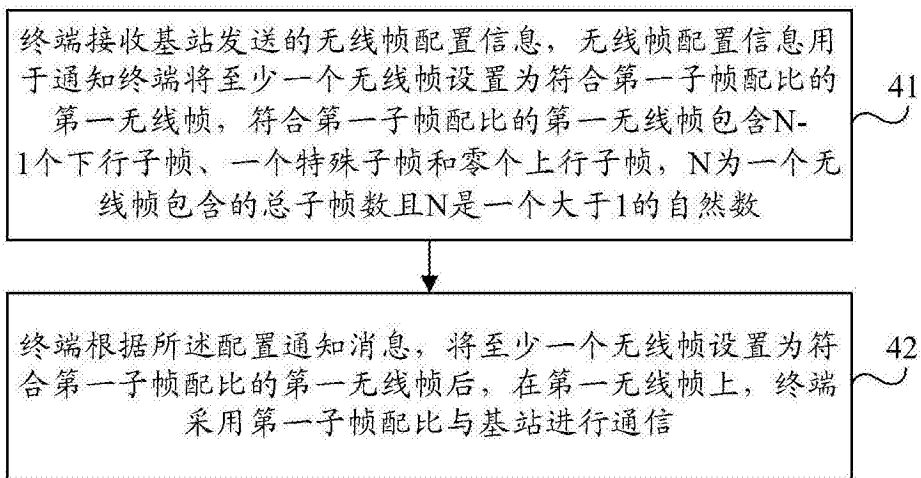 终端接收基站发送的无线帧配置信息，无线帧配置信息用
于通知终端将至少一个无线帧设置为符合第一子帧配比的
第一无线帧，符合第一子帧配比的第一无线帧包含N-
1个下行子帧、一个特殊子帧和零个上行子帧，N为一个无
线帧包含的总子帧数且N是一个大于1的自然数
41
终端根据所述配置通知消息，将至少一个无线帧设置为符
合第一子帧配比的第一无线帧后，在第一无线帧上，终端
采用第一子帧配比与基站进行通信
42